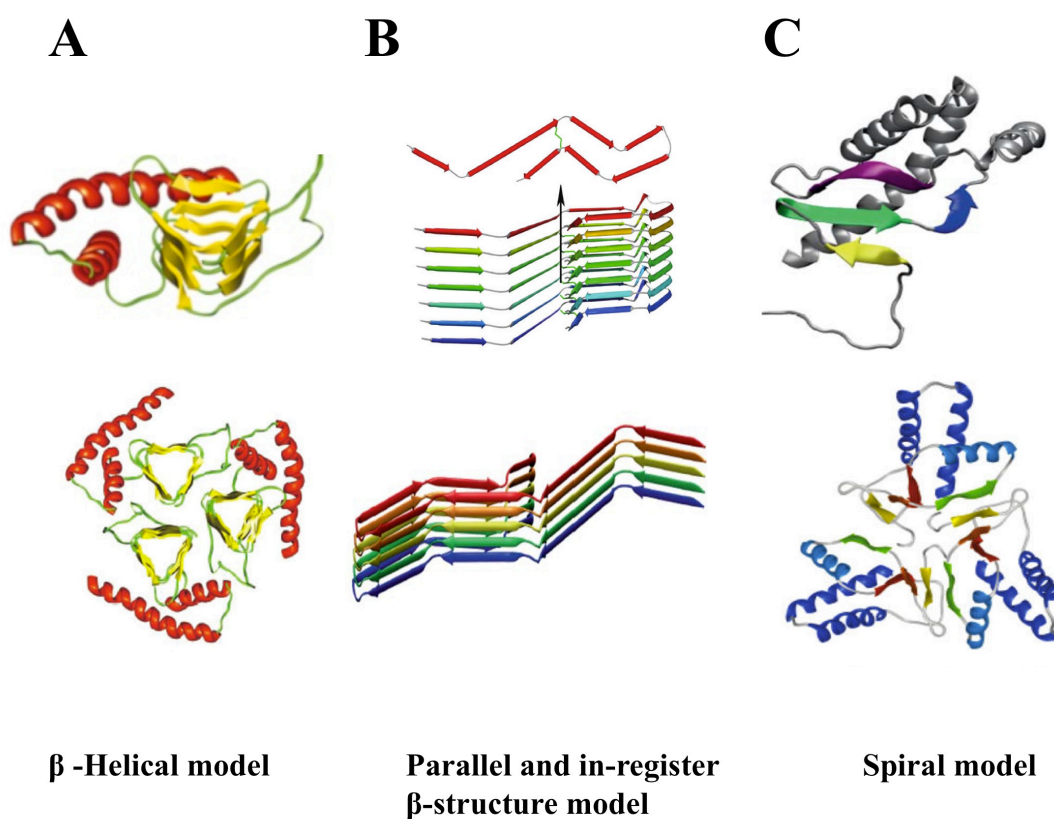 A
B
C
β -Helical model
Parallel and in-register
β-structure model
Spiral model